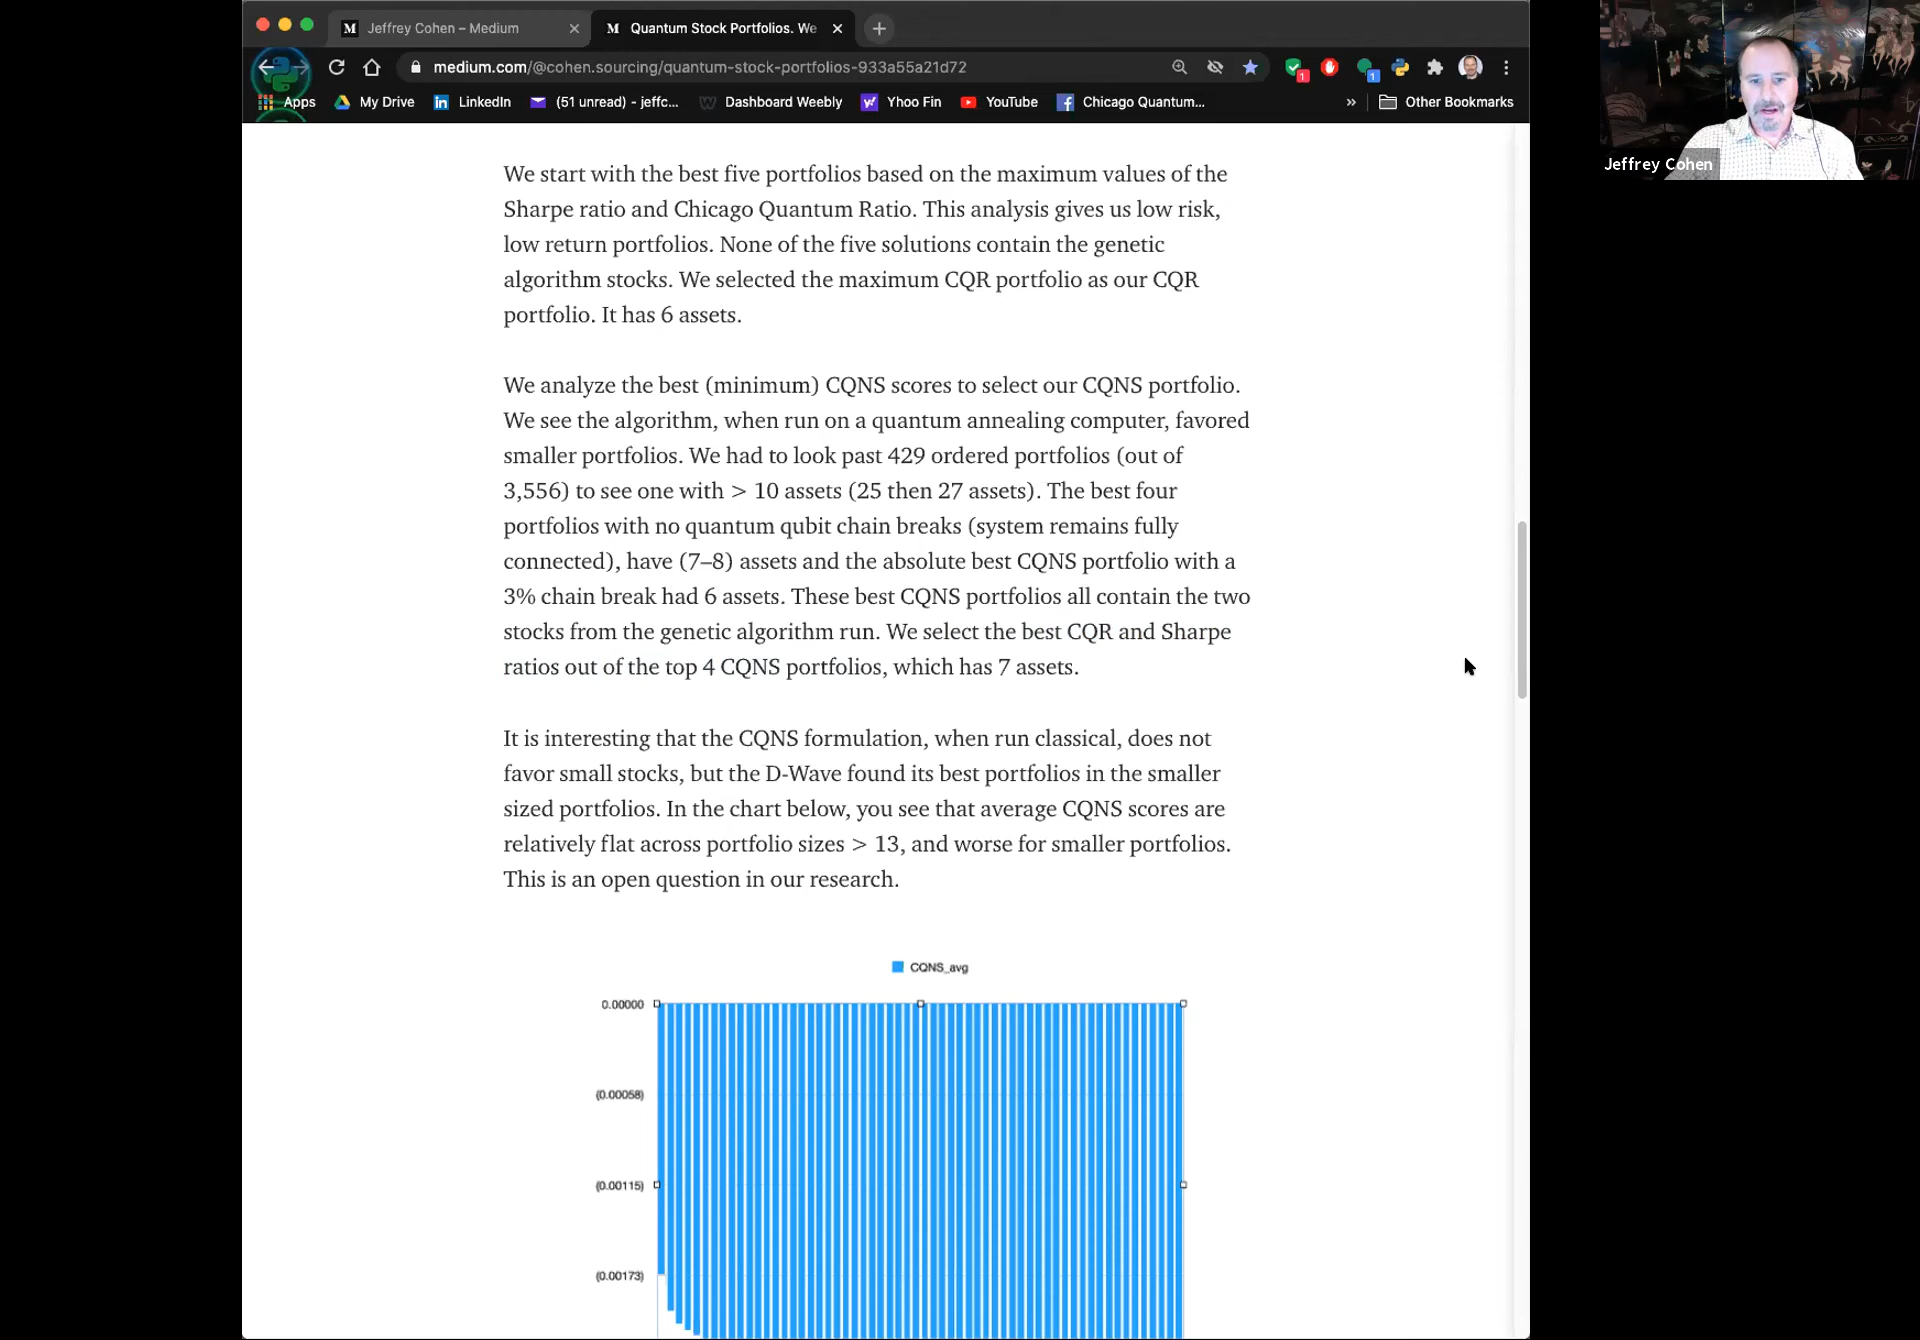 Jeffrey Cohen – Medium
Quantum Stock Portfolios. We
medium.com/@cohen.sourcing/quantum-stock-portfolios-933a55a21d72
1
1
Apps
My Drive
LinkedIn
(51 unread) - jeffc...
Dashboard Weebly
Yhoo Fin
YouTube
Chicago Quantum...
»
Other Bookmarks
Jeffrey Cohen
We start with the best five portfolios based on the maximum values of the
Sharpe ratio and Chicago Quantum Ratio. This analysis gives us low risk,
low return portfolios. None of the five solutions contain the genetic
algorithm stocks. We selected the maximum CQR portfolio as our CQR
portfolio. It has 6 assets.
We analyze the best (minimum) CQNS scores to select our CQNS portfolio.
We see the algorithm, when run on a quantum annealing computer, favored
smaller portfolios. We had to look past 429 ordered portfolios (out of
3,556) to see one with > 10 assets (25 then 27 assets). The best four
portfolios with no quantum qubit chain breaks (system remains fully
connected), have (7–8) assets and the absolute best CQNS portfolio with a
3% chain break had 6 assets. These best CQNS portfolios all contain the two
stocks from the genetic algorithm run. We select the best CQR and Sharpe
ratios out of the top 4 CQNS portfolios, which has 7 assets.
It is interesting that the CQNS formulation, when run classical, does not
favor small stocks, but the D-Wave found its best portfolios in the smaller
sized portfolios. In the chart below, you see that average CQNS scores are
relatively flat across portfolio sizes > 13, and worse for smaller portfolios.
This is an open question in our research.
CQNS_avg
0.00000
(0.00058)
(0.00115)
(0.00173)